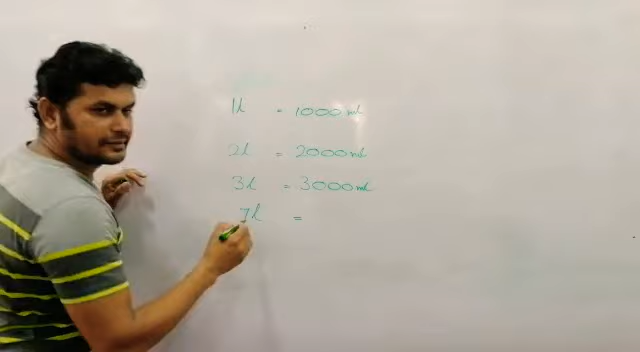 1l = 1000ml
2l = 2000ml
3l = 3000ml
7l =